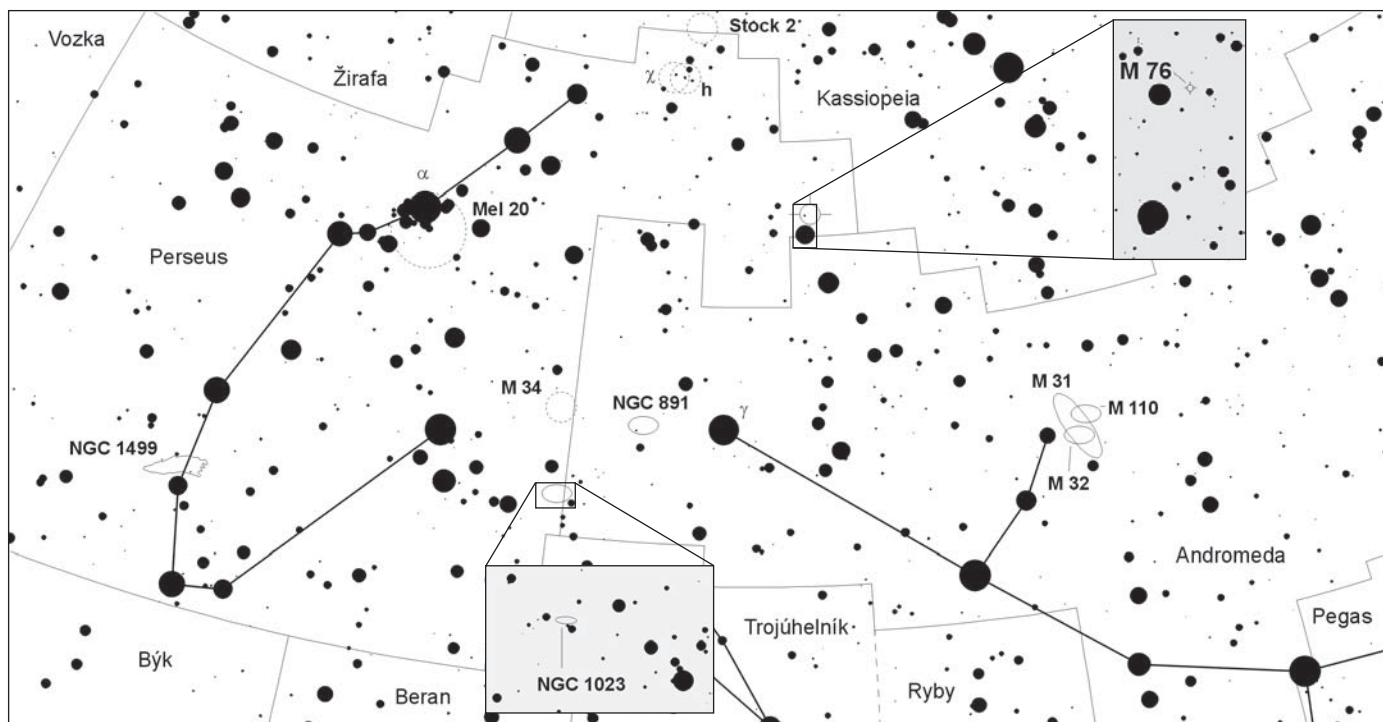 Stock 2
Vozka
Žirafa
χ
h
Kassiopeia
M 76
α
Mel 20
Perseus
M 34
NGC 891
γ
M 31
M 110
M 32
NGC 1499
Andromeda
Pegas
Trojúhelník
Býk
Beran
NGC 1023
Ryby